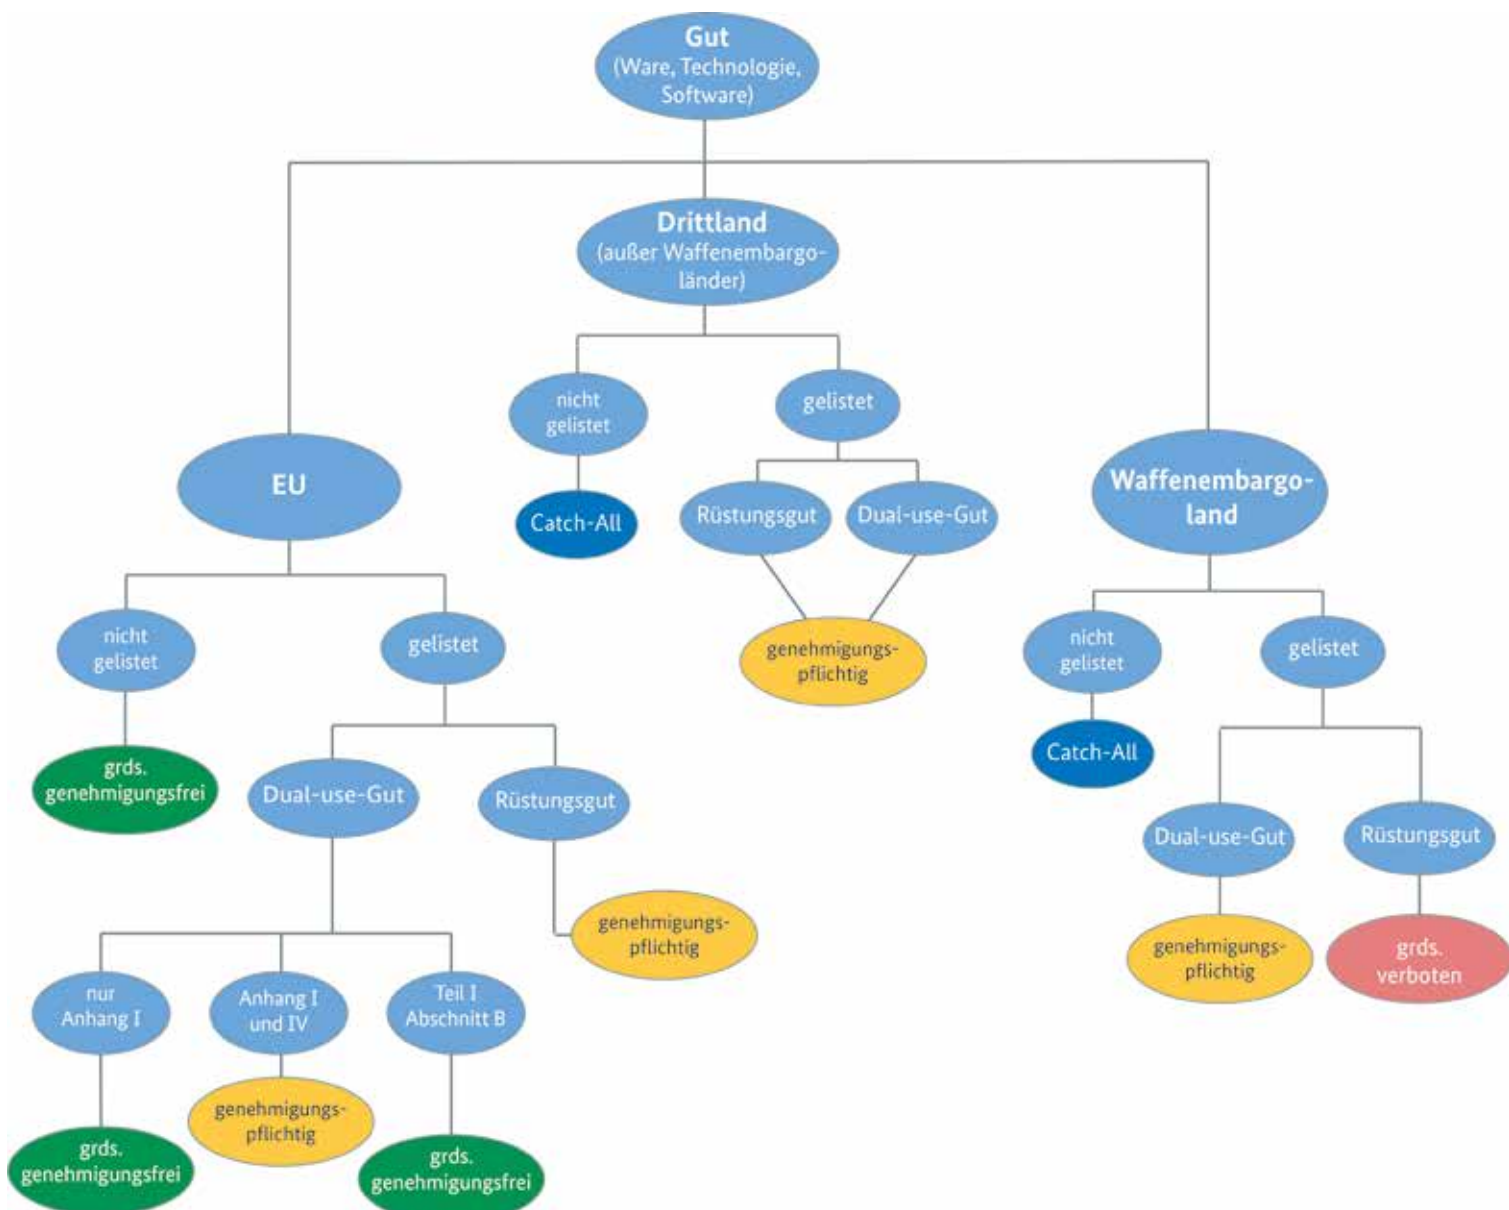 Gut
(Ware, Technologie,
Software)
Drittland
(außer Waffenembargo-
länder)
nicht
gelistet
gelistet
Catch-All
Rüstungsgut
Dual-use-Gut
genehmigungs-
pflichtig
EU
nicht
gelistet
gelistet
grds.
genehmigungsfrei
Dual-use-Gut
Rüstungsgut
genehmigungs-
pflichtig
nur
Anhang I
Anhang I
und IV
Teil I
Abschnitt B
grds.
genehmigungsfrei
genehmigungs-
pflichtig
grds.
genehmigungsfrei
Waffenembargo-
land
nicht
gelistet
gelistet
Catch-All
Dual-use-Gut
Rüstungsgut
genehmigungs-
pflichtig
grds.
verboten